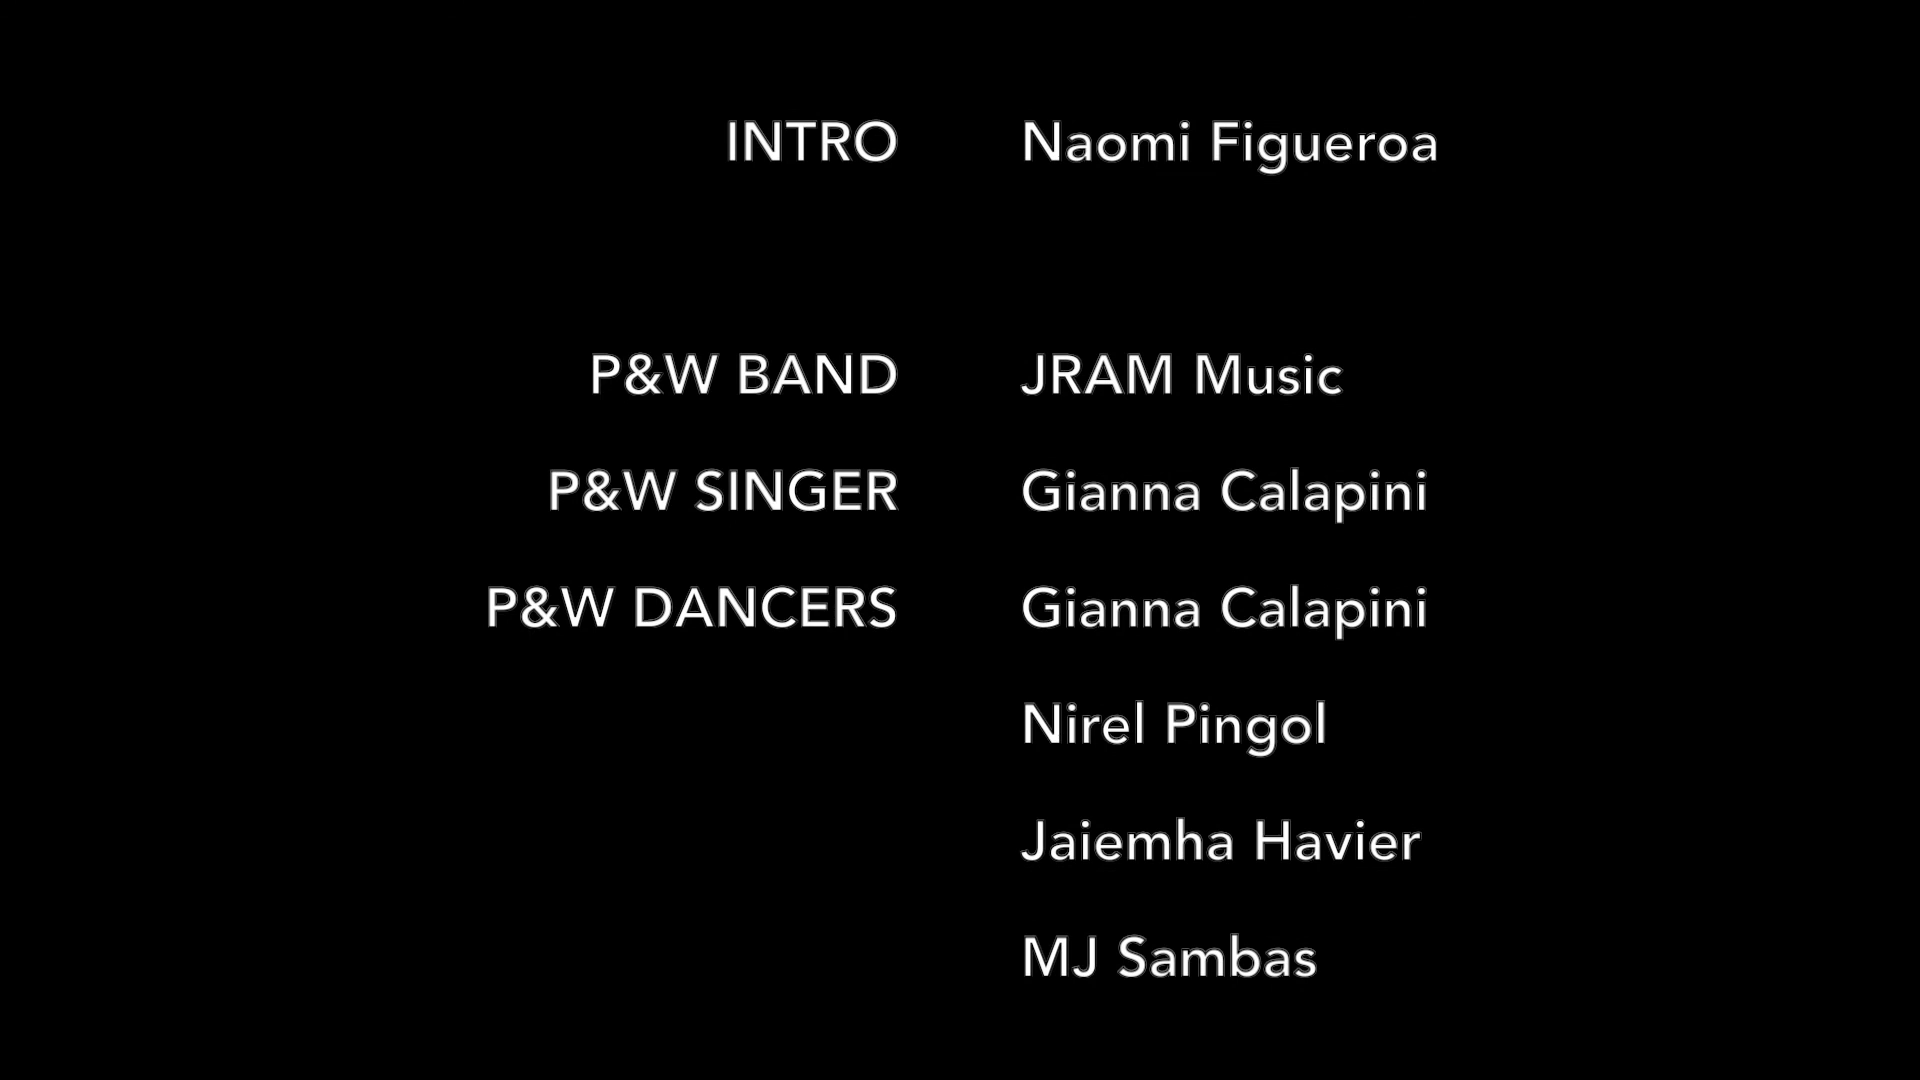 INTRO Naomi Figueroa
P&W BAND JRAM Music
P&W SINGER Gianna Calapini
P&W DANCERS Gianna Calapini
Nirel Pingol
Jaiemha Havier
MJ Sambas